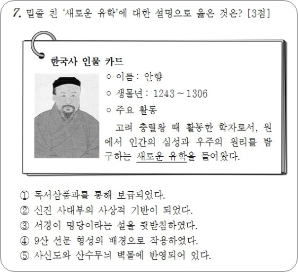 7. 밑줄 친 '새로운 유학'에 대한 설명으로 옳은 것은? [3점]
한국사 인물 카드
○ 이름: 안향
○ 생몰년: 1243 ~ 1306
○ 주요 활동
고려 충렬왕 때 활동한 학자로서, 원
에서 인간의 심성과 우주의 원리를 탐
구하는 새로운 유학을 들여왔다.
① 독서삼품과를 통해 보급되었다.
② 신진 사대부의 사상적 기반이 되었다.
③ 서경이 명당이라는 설을 뒷받침하였다.
④ 9산 선문 형성의 배경으로 작용하였다.
⑤ 사신도와 산수무늬 벽돌에 반영되어 있다.